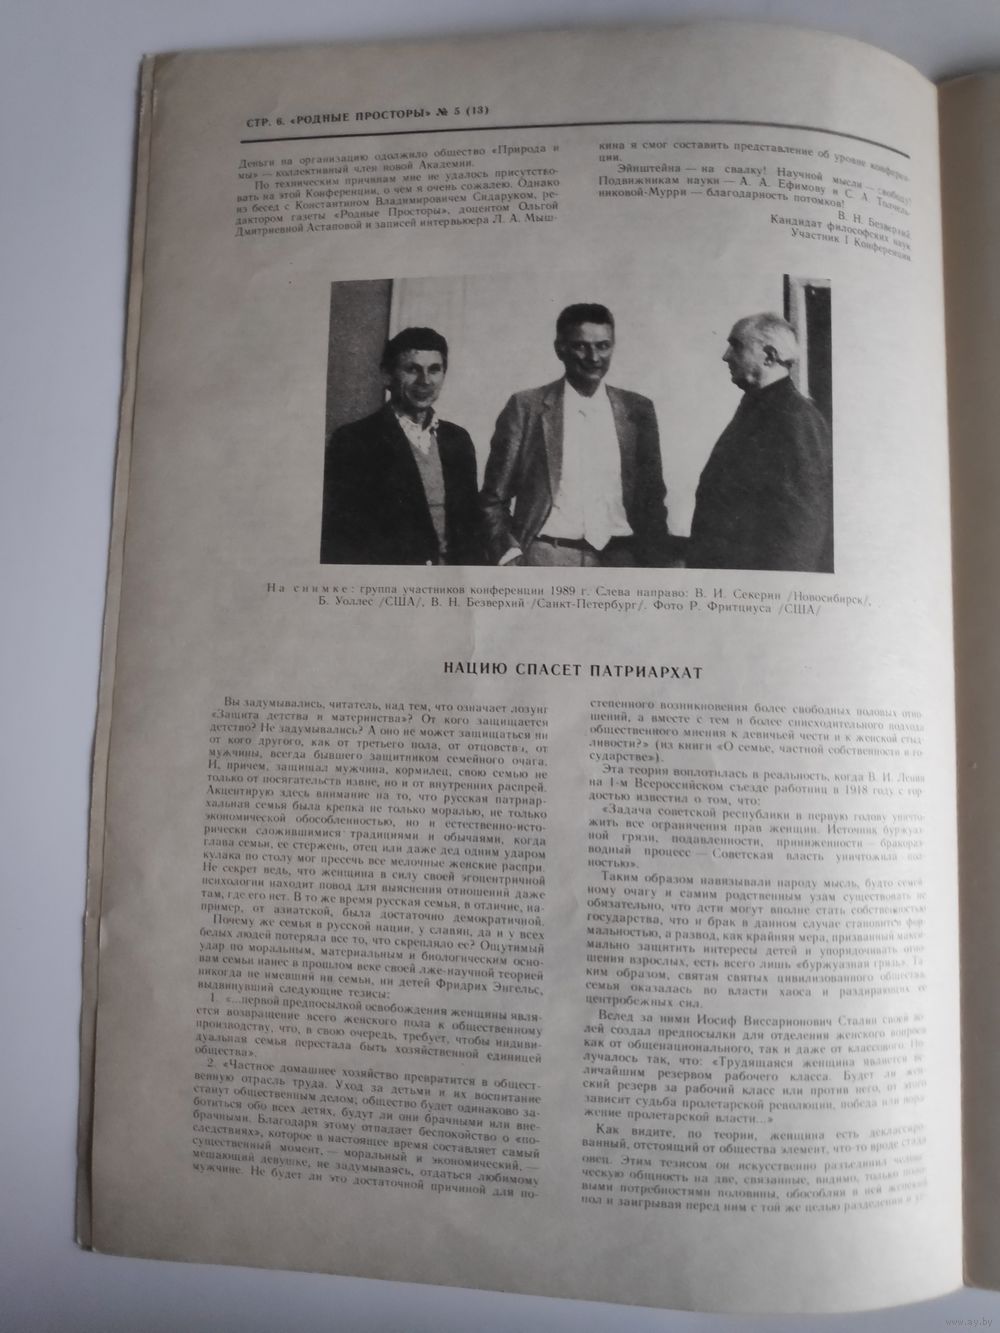 СТР. 6. «РОДНЫЕ ПРОСТОРЫ» № 5 (13)
Деньги на организацию одолжило общество «Природа и
мы» — коллективный член новой Академии.
По техническим причинам мне не удалось присутство-
вать на этой Конференции, о чем я очень сожалею. Однако
из бесед с Константином Владимировичем Сидаруком, ре-
дактором газеты «Родные Просторы», доцентом Ольгой
Дмитриевной Астаповой и записей интервьюера Л. А. Мыш-
кина я смог составить представление об уровне конферен-
ции.
Эйнштейна — на свалку! Научной мысли — свободу!
Подвижникам науки — А. А. Ефимову и С. А. Толчель-
никовой-Мурри — благодарность потомков!
В. Н. Безверхий,
Кандидат философских наук
Участник I Конференции
На снимке: группа участников конференции 1989 г. Слева направо: В. И. Секерин /Новосибирск/,
Б. Уоллес /США/, В. Н. Безверхий /Санкт-Петербург/. Фото Р. Фритциуса /США/
НАЦИЮ СПАСЕТ ПАТРИАРХАТ
Вы задумывались, читатель, над тем, что означает лозунг
«Защита детства и материнства»? От кого защищается
детство? Не задумывались? А оно не может защищаться ни
от кого другого, как от третьего пола, от отцовства, от
мужчины, всегда бывшего защитником семейного очага.
И, причем, защищал мужчина, кормилец, свою семью не
только от посягательств извне, но и от внутренних распрей.
Акцентирую здесь внимание на то, что русская патриар-
хальная семья была крепка не только моралью, не только
экономической обособленностью, но и естественно-исто-
рически сложившимися традициями и обычаями, когда
глава семьи, ее стержень, отец или даже дед одним ударом
кулака по столу мог пресечь все мелочные женские распри.
Не секрет ведь, что женщина в силу своей эгоцентричной
психологии находит повод для выяснения отношений даже
там, где его нет. В то же время русская семья, в отличие, на-
пример, от азиатской, была достаточно демократичной.
Почему же семья в русской нации, у славян, да и у всех
белых людей потеряла все то, что скрепляло ее? Ощутимый
удар по моральным, материальным и биологическим осно-
вам семьи нанес в прошлом веке своей лже-научной теорией
никогда не имевший ни семьи, ни детей Фридрих Энгельс,
выдвинувший следующие тезисы:
1. «...первой предпосылкой освобождения женщины явля-
ется возвращение всего женского пола к общественному
производству, что, в свою очередь, требует, чтобы индиви-
дуальная семья перестала быть хозяйственной единицей
общества».
2. «Частное домашнее хозяйство превратится в общест-
венную отрасль труда. Уход за детьми и их воспитание
станут общественным делом; общество будет одинаково за-
ботиться обо всех детях, будут ли они брачными или вне-
брачными. Благодаря этому отпадает беспокойство о «по-
следствиях», которое в настоящее время составляет самый
существенный момент, — моральный и экономический, —
мешающий девушке, не задумываясь, отдаться любимому
мужчине. Не будет ли это достаточной причиной для по-
степенного возникновения более свободных половых отно-
шений, а вместе с тем и более снисходительного подхода
общественного мнения к девичьей чести и к женской стыд-
ливости?» (из книги «О семье, частной собственности и го-
сударстве»).
Эта теория воплотилась в реальность, когда В. И. Ленин
на 1-м Всероссийском съезде работниц в 1918 году с гор-
достью известил о том, что:
«Задача советской республики в первую голову уничто-
жить все ограничения прав женщин. Источник буржуаз-
ной грязи, подавленности, приниженности — бракораз-
водный процесс — Советская власть уничтожила пол-
ностью».
Таким образом навязывали народу мысль, будто семей-
ному очагу и самим родственным узам существовать не
обязательно, что дети могут вполне стать собственностью
государства, что и брак в данном случае становится фор-
мальностью, а развод, как крайняя мера, призванный макси-
мально защитить интересы детей и упорядочивать отно-
шения взрослых, есть всего лишь «буржуазная грязь». Та-
ким образом, святая святых цивилизованного общества,
семья оказалась во власти хаоса и раздирающих ее
центробежных сил.
Вслед за ними Иосиф Виссарионович Сталин своей во-
лей создал предпосылки для отделения женского вопроса
как от общенационального, так и даже от классового. По-
лучалось так, что: «Трудящаяся женщина является ве-
личайшим резервом рабочего класса. Будет ли жен-
ский резерв за рабочий класс или против него, от этого
зависит судьба пролетарской революции, победа или пора-
жение пролетарской власти...»
Как видите, по теории, женщина есть деклассиро-
ванный, отстоящий от общества элемент, что-то вроде стада
овец. Этим тезисом он искусственно разъединил челове-
ческую общность на две, связанные, видимо, только поло-
выми потребностями половины, обособляя в ней женский
пол и заигрывая перед ним с той же целью разделения и
www.ay.by